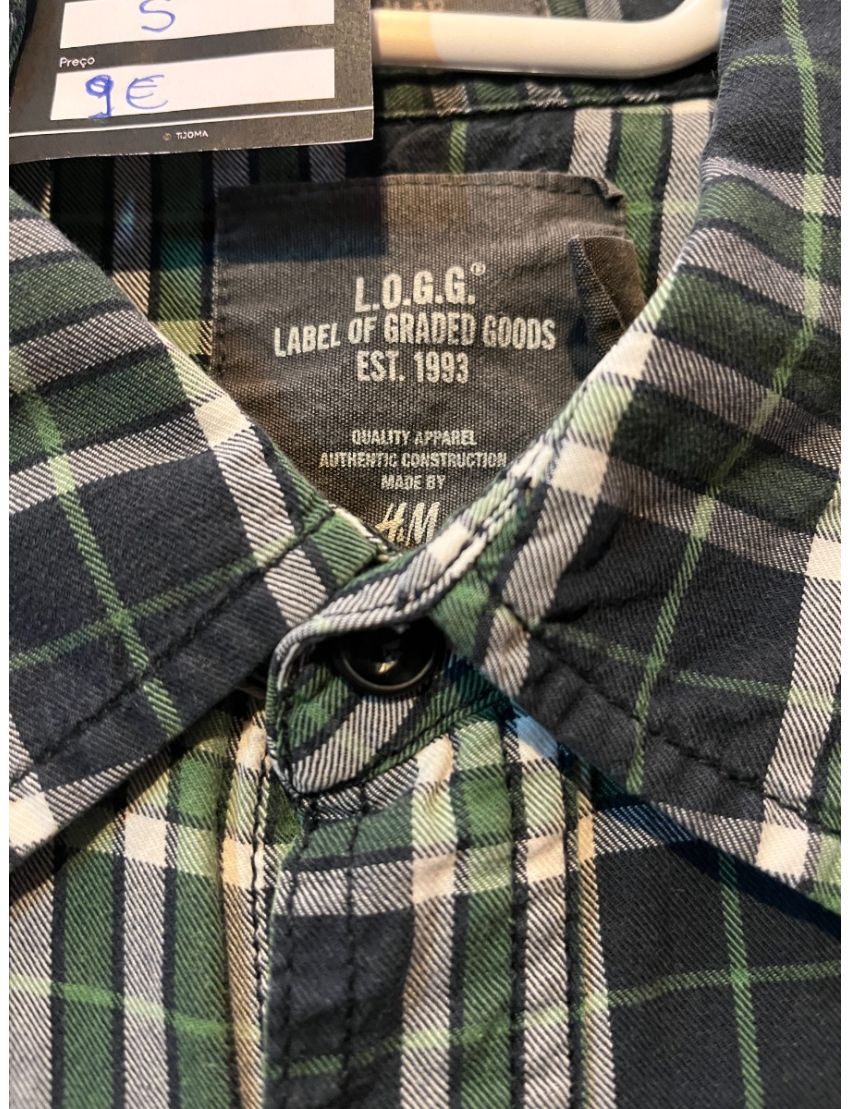 S
Preço
9€
© TIJOMA
L.O.G.G.®
LABEL OF GRADED GOODS
EST. 1993
QUALITY APPAREL
AUTHENTIC CONSTRUCTION
MADE BY
H&M